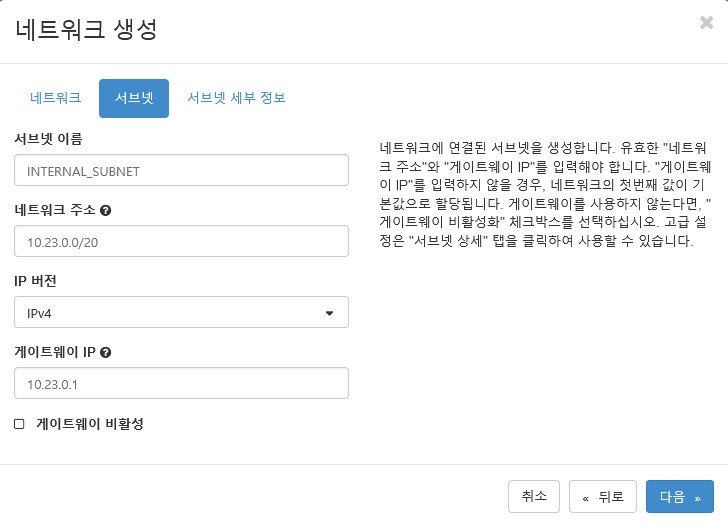 네트워크 생성
×
네트워크
서브넷
서브넷 세부 정보
서브넷 이름
INTERNAL_SUBNET
네트워크 주소 ?
10.23.0.0/20
IP 버전
IPv4
게이트웨이 IP ?
10.23.0.1
게이트웨이 비활성
네트워크에 연결된 서브넷을 생성합니다. 유효한 "네트워
크 주소"와 "게이트웨이 IP"를 입력해야 합니다. "게이트웨
이 IP"를 입력하지 않을 경우, 네트워크의 첫번째 값이 기
본값으로 할당됩니다. 게이트웨이를 사용하지 않는다면, "
게이트웨이 비활성화" 체크박스를 선택하십시오. 고급 설
정은 "서브넷 상세" 탭을 클릭하여 사용할 수 있습니다.
취소
« 뒤로
다음 »